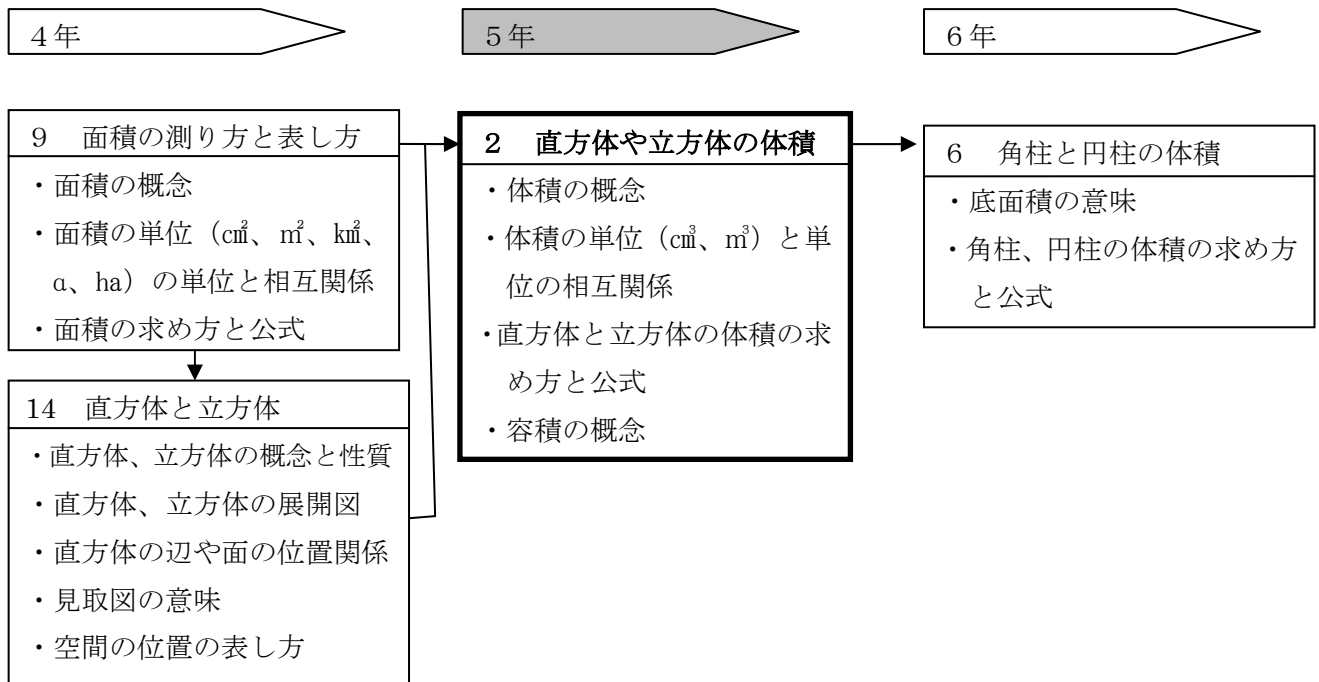 ４年
５年
６年
９　面積の測り方と表し方
・面積の概念
・面積の単位（㎠、㎡、㎢、
ａ、ha）の単位と相互関係
・面積の求め方と公式
14　直方体と立方体
・直方体、立方体の概念と性質
・直方体、立方体の展開図
・直方体の辺や面の位置関係
・見取図の意味
・空間の位置の表し方
２　直方体や立方体の体積
・体積の概念
・体積の単位（㎤、㎥）と単
位の相互関係
・直方体と立方体の体積の求
め方と公式
・容積の概念
６　角柱と円柱の体積
・底面積の意味
・角柱、円柱の体積の求め方
と公式